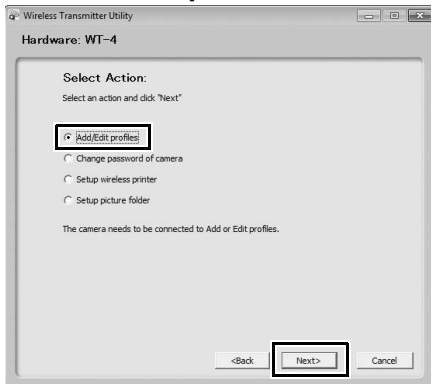 Wireless Transmitter Utility
Hardware: WT-4
Select Action:
Select an action and click "Next"
Add/Edit profiles
Change password of camera
Setup wireless printer
Setup picture folder
The camera needs to be connected to Add or Edit profiles.
<Back Next> Cancel